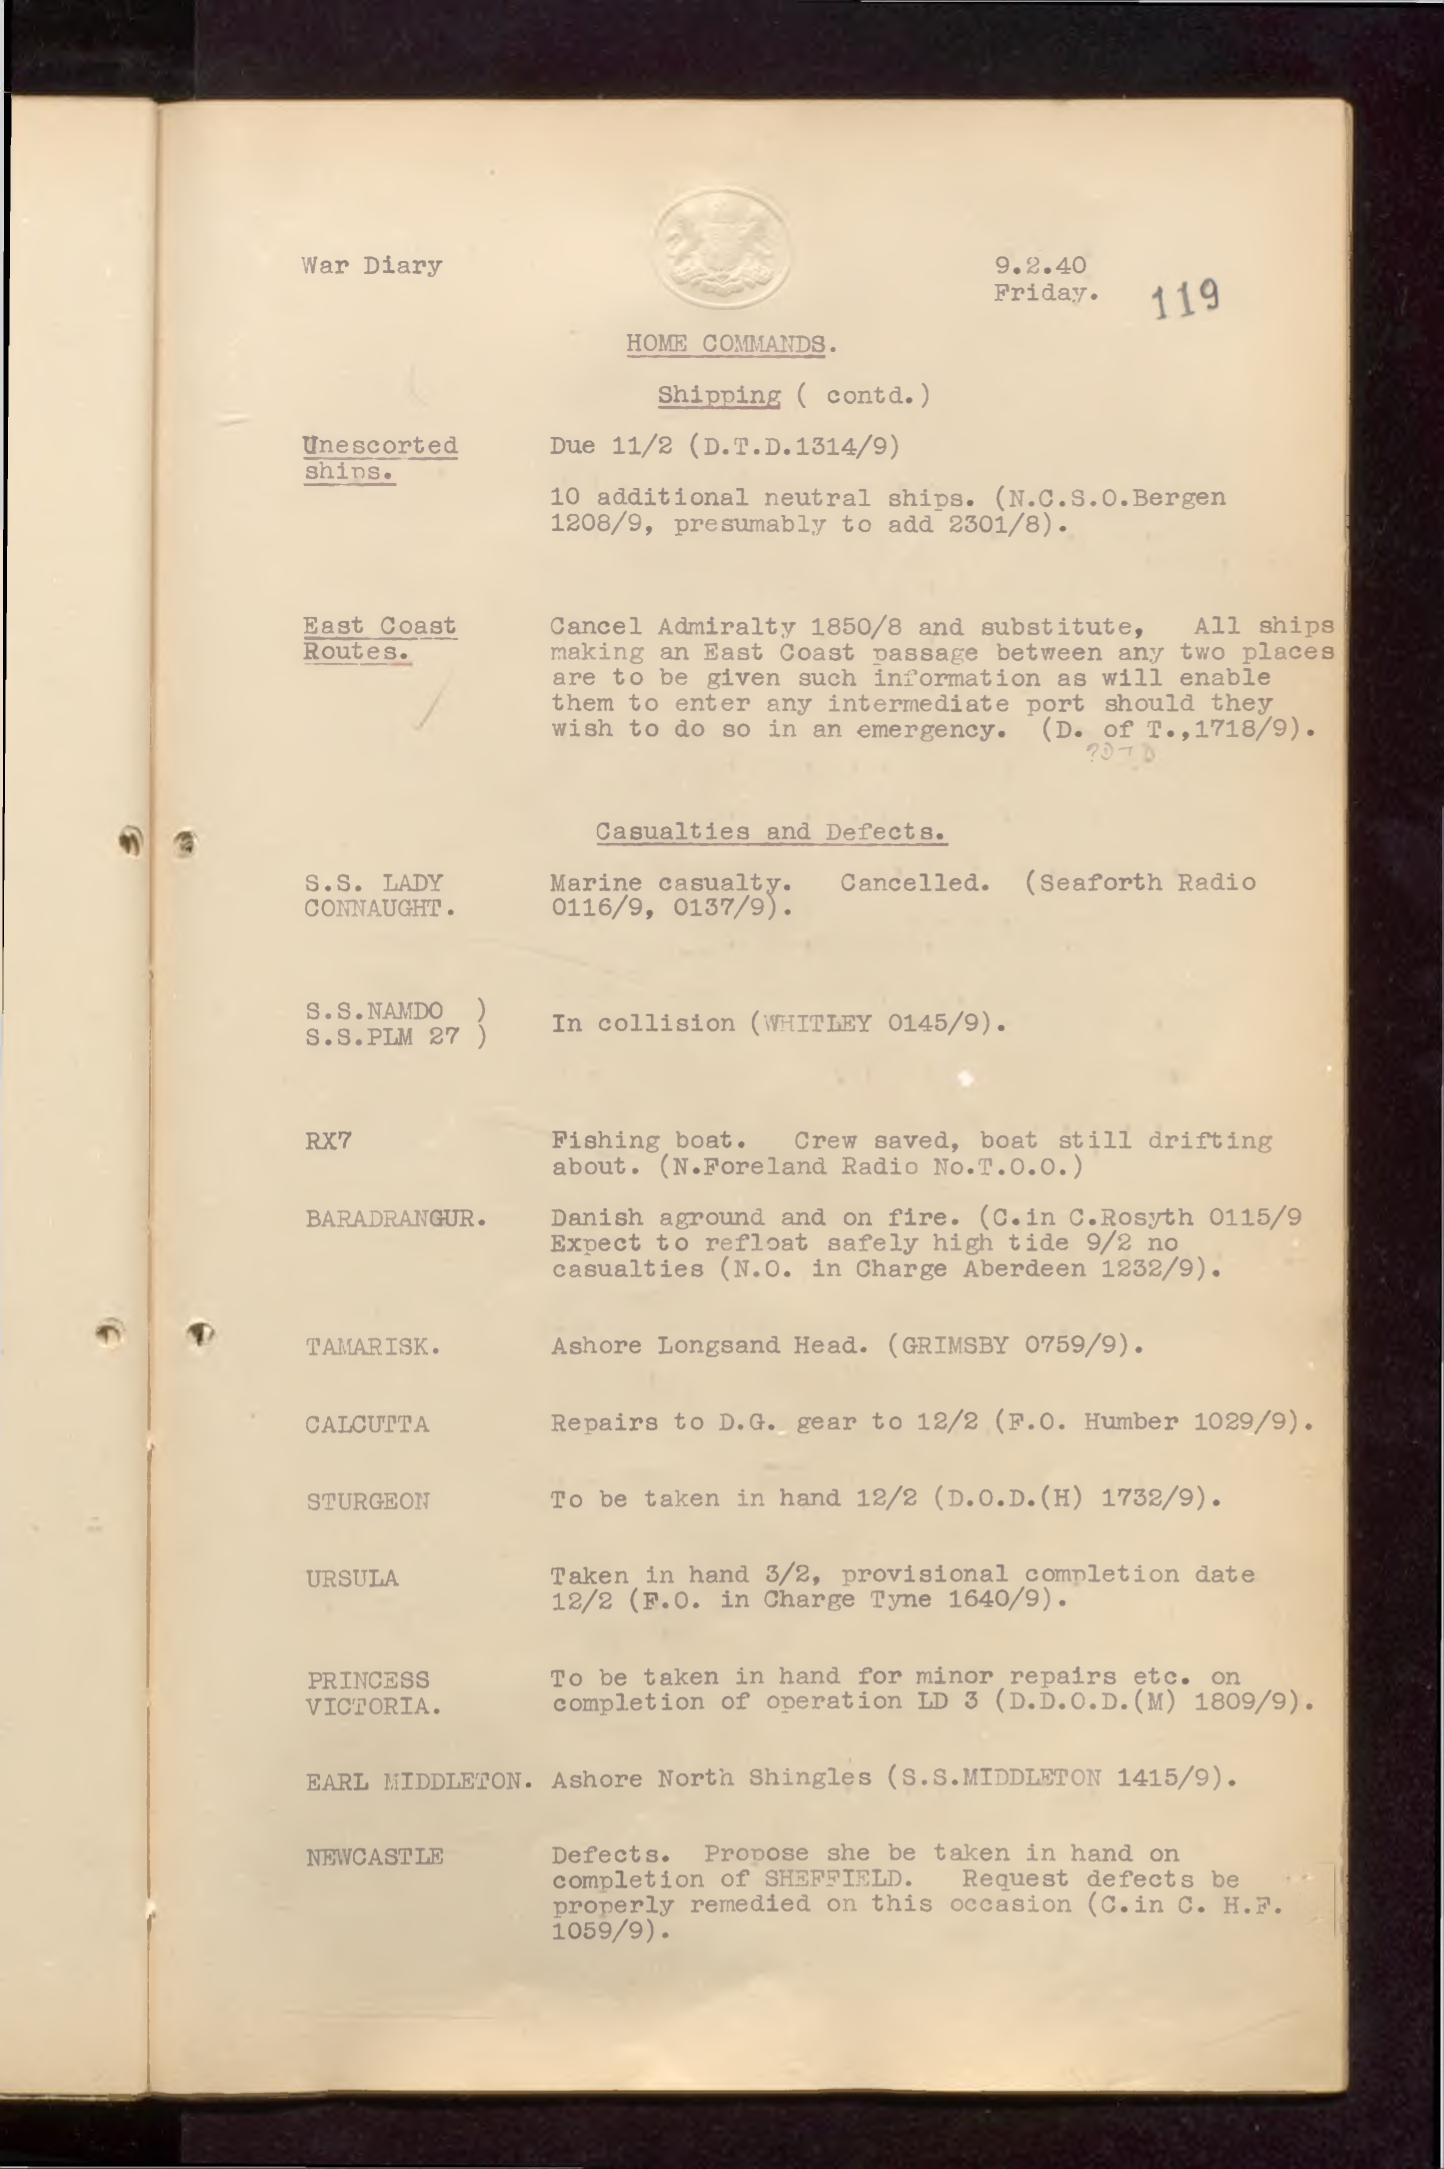 War Diary
9.2.40
Friday.
119
HOME COMMANDS.
Shipping ( contd.)
Unescorted ships.
Due 11/2 (D.T.D.1314/9)
10 additional neutral ships. (N.C.S.O.Bergen
1208/9, presumably to add 2301/8).
East Coast
Routes.
Cancel Admiralty 1850/8 and substitute, All ships
making an East Coast passage between any two places
are to be given such information as will enable
them to enter any intermediate port should they
wish to do so in an emergency. (D. of T.,1718/9).
?DTD
Casualties and Defects.
S.S. LADY
CONNAUGHT.
Marine casualty. Cancelled. (Seaforth Radio
0116/9, 0137/9).
S.S.NAMDO )
S.S.PLM 27 )
In collision (WHITLEY 0145/9).
RX7
Fishing boat. Crew saved, boat still drifting
about. (N.Foreland Radio No.T.O.O.)
BARADRANGUR.
Danish aground and on fire. (C.in C.Rosyth 0115/9
Expect to refloat safely high tide 9/2 no
casualties (N.O. in Charge Aberdeen 1232/9).
TAMARISK.
Ashore Longsand Head. (GRIMSBY 0759/9).
CALCUTTA
Repairs to D.G. gear to 12/2 (F.O. Humber 1029/9).
STURGEON
To be taken in hand 12/2 (D.O.D.(H) 1732/9).
URSULA
Taken in hand 3/2, provisional completion date
12/2 (F.O. in Charge Tyne 1640/9).
PRINCESS
VICTORIA.
To be taken in hand for minor repairs etc. on
completion of operation LD 3 (D.D.O.D.(M) 1809/9).
EARL MIDDLETON.
Ashore North Shingles (S.S.MIDDLETON 1415/9).
NEWCASTLE
Defects. Propose she be taken in hand on
completion of SHEFFIELD. Request defects be
properly remedied on this occasion (C.in C. H.F.
1059/9).